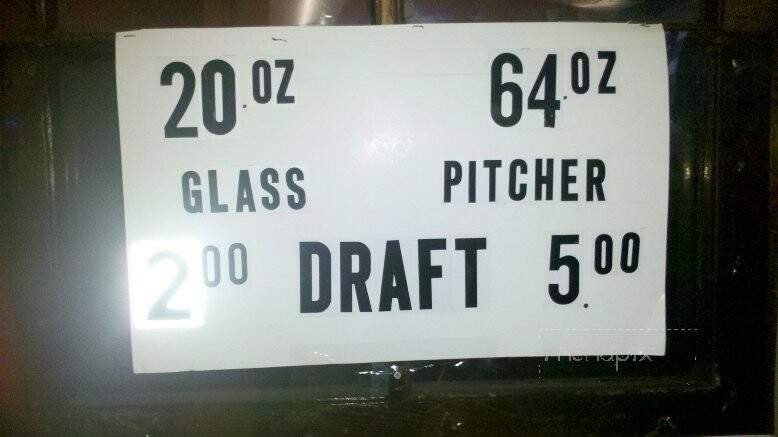 20.OZ 64.OZ
GLASS PITCHER
2.00 DRAFT 5.00